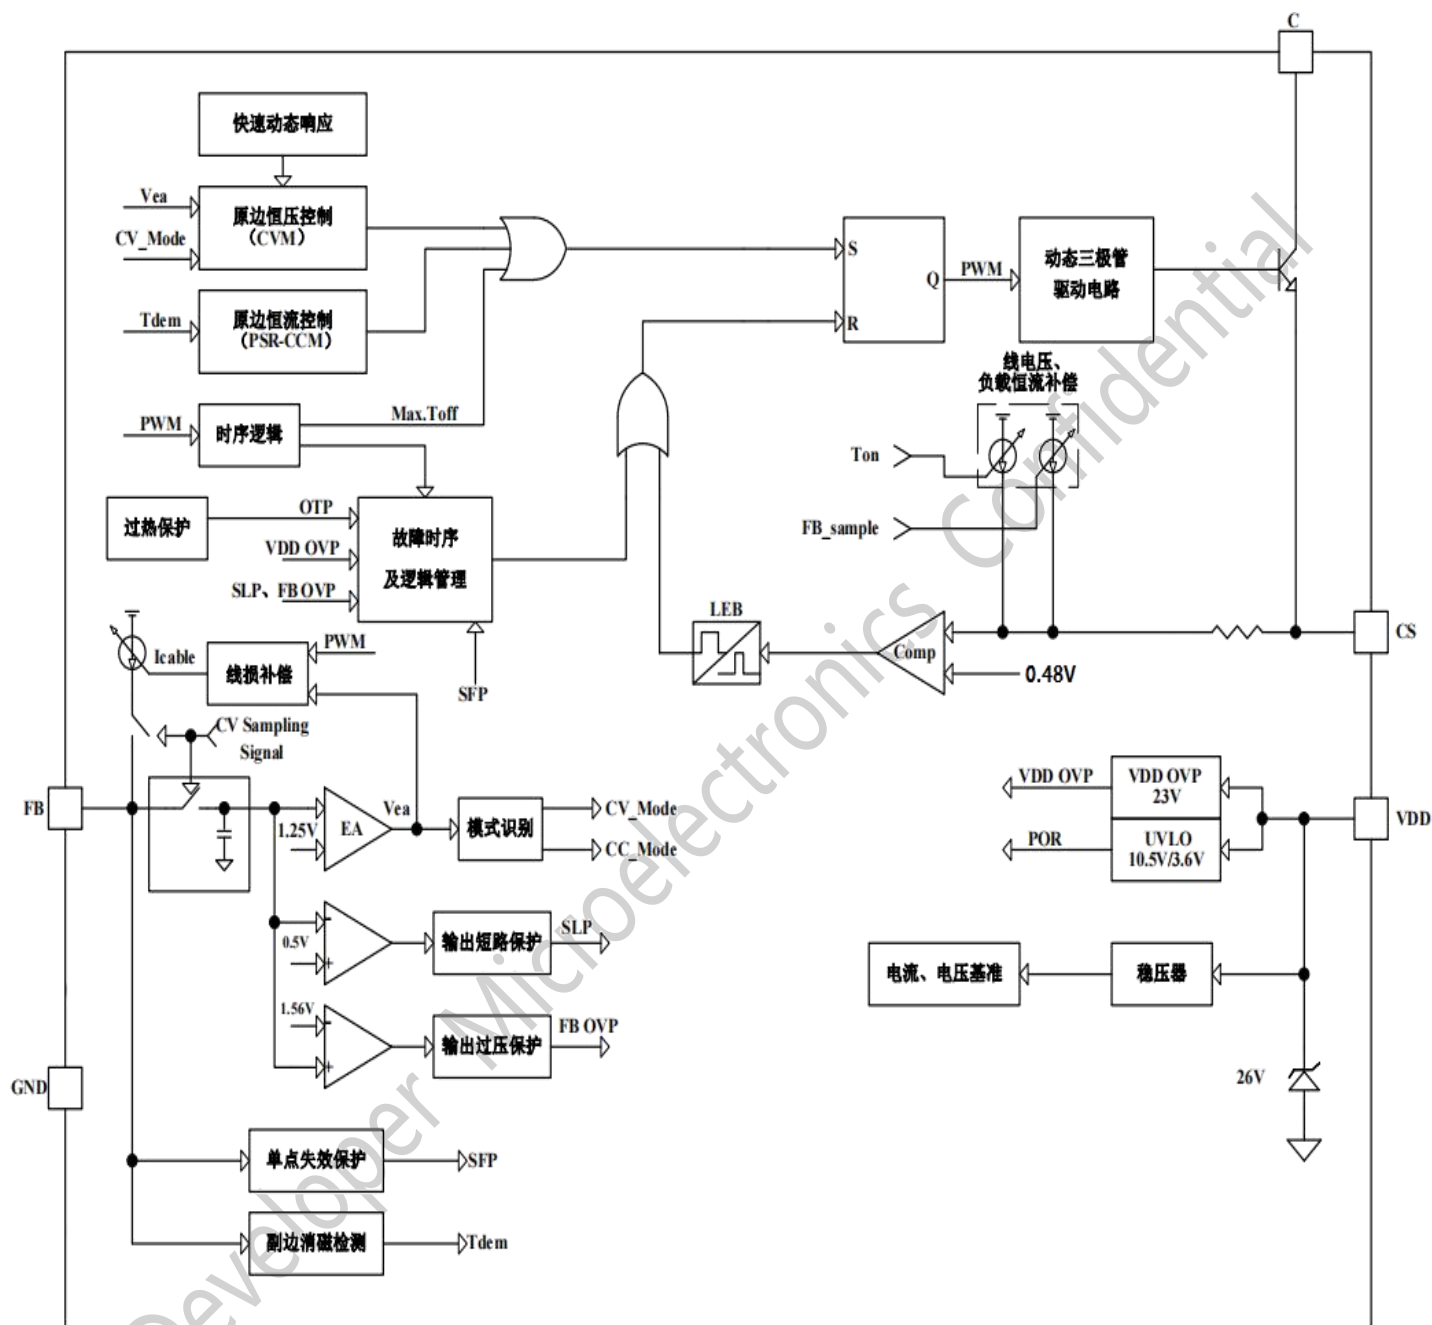 C
快速动态响应
Vea
CV_Mode
原边恒压控制
（CVM）
Tdem
原边恒流控制
（PSR-CCM）
S
R
Q
PWM
动态三极管
驱动电路
线电压、
负载恒流补偿
PWM
时序逻辑
Max.Toff
Ton
FB_sample
过热保护
OTP
VDD OVP
SLP、FB OVP
故障时序
及逻辑管理
SFP
LEB
Comp
0.48V
CS
Icable
线损补偿
PWM
CV Sampling
Signal
FB
1.25V
EA
Vea
模式识别
CV_Mode
CC_Mode
VDD OVP
VDD OVP
23V
POR
UVLO
10.5V/3.6V
VDD
-
0.5V
+
输出短路保护
SLP
1.56V
-
+
输出过压保护
FB OVP
电流、电压基准
稳压器
26V
GND
单点失效保护
SFP
副边消磁检测
Tdem
Developer Microelectronics Confidential